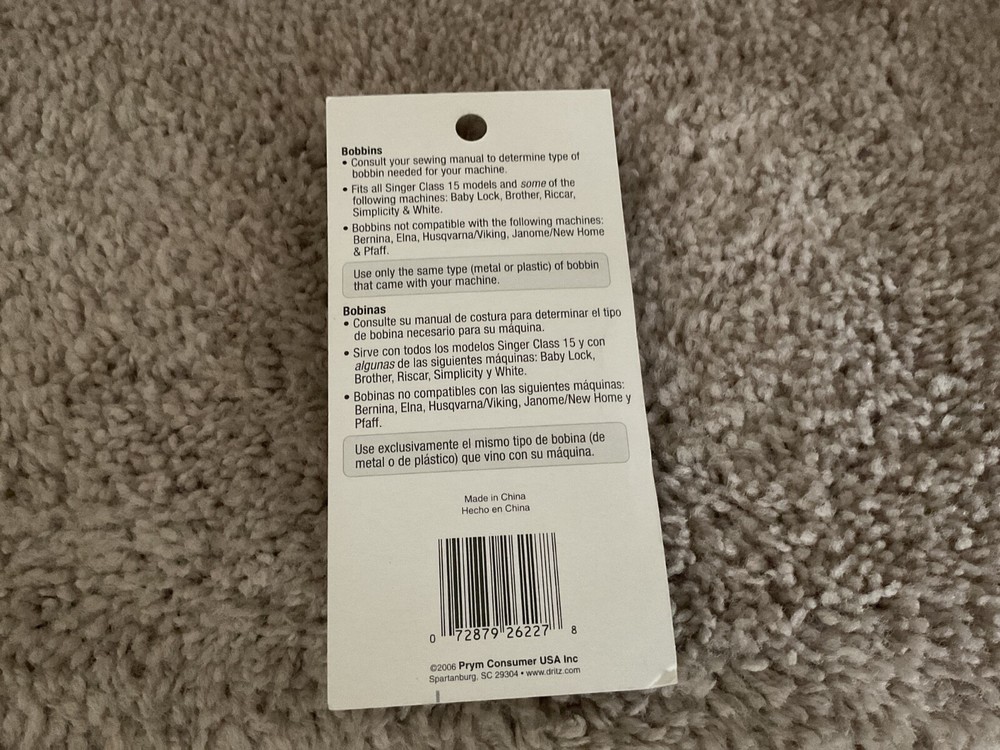 Bobbins
• Consult your sewing manual to determine type of
bobbin needed for your machine.
• Fits all Singer Class 15 models and some of the
following machines: Baby Lock, Brother, Riccar,
Simplicity & White.
• Bobbins not compatible with the following machines:
Bernina, Elna, Husqvarna/Viking, Janome/New Home
& Pfaff.
Use only the same type (metal or plastic) of bobbin
that came with your machine.
Bobinas
• Consulte su manual de costura para determinar el tipo
de bobina necesario para su máquina.
• Sirve con todos los modelos Singer Class 15 y con
algunas de las siguientes máquinas: Baby Lock,
Brother, Riscar, Simplicity y White.
• Bobinas no compatibles con las siguientes máquinas:
Bernina, Elna, Husqvarna/Viking, Janome/New Home y
Pfaff.
Use exclusivamente el mismo tipo de bobina (de
metal o de plástico) que vino con su máquina.
Made in China
Hecho en China
0 72879 26227 8
©2006 Prym Consumer USA Inc
Spartanburg, SC 29304 • www.dritz.com